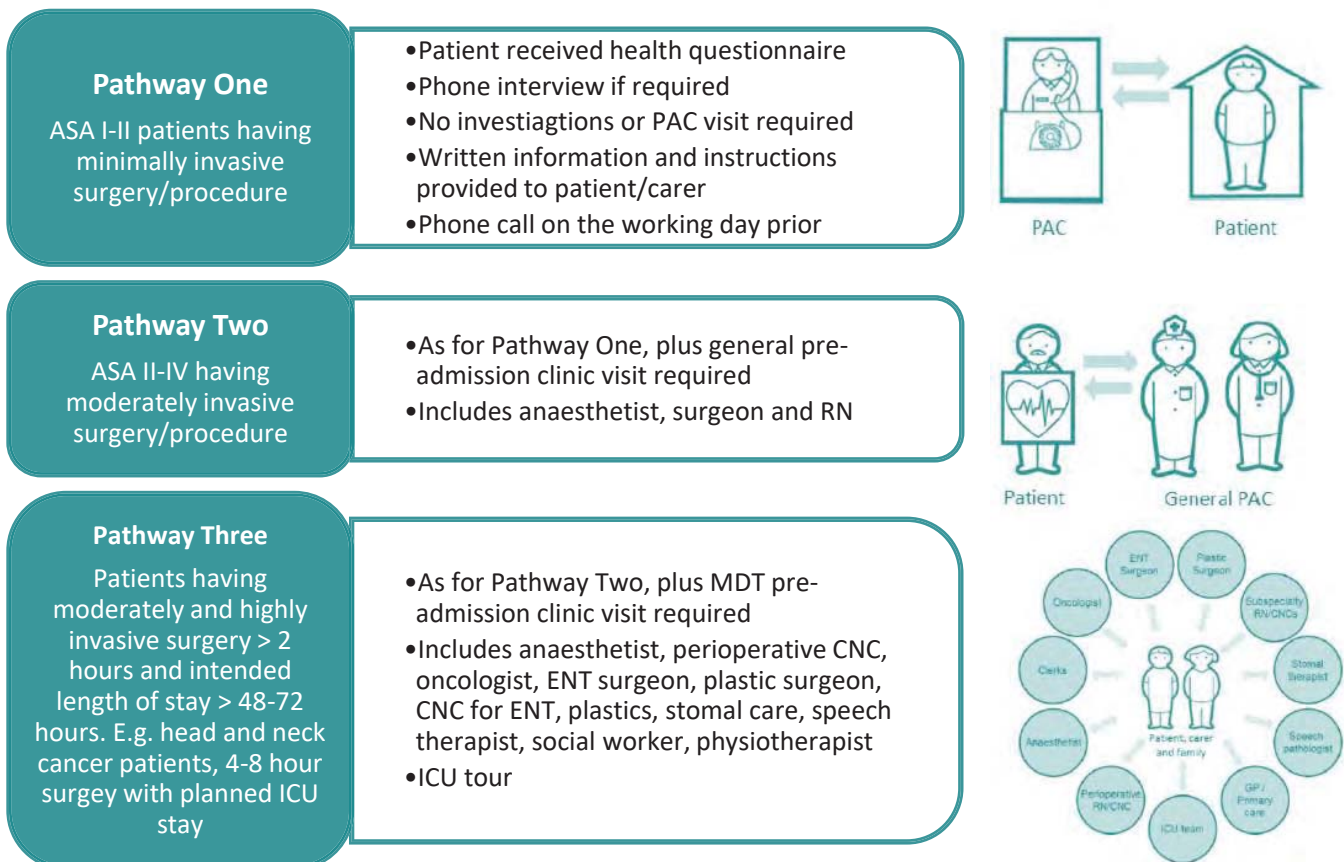 Pathway One
ASA I-II patients having
minimally invasive
surgery/procedure
•Patient received health questionnaire
•Phone interview if required
•No investiagtions or PAC visit required
•Written information and instructions
provided to patient/carer
•Phone call on the working day prior
PAC
Patient
Pathway Two
ASA II-IV having
moderately invasive
surgery/procedure
•As for Pathway One, plus general pre-
admission clinic visit required
•Includes anaesthetist, surgeon and RN
Patient
General PAC
Pathway Three
Patients having
moderately and highly
invasive surgery > 2
hours and intended
length of stay > 48-72
hours. E.g. head and neck
cancer patients, 4-8 hour
surgey with planned ICU
stay
•As for Pathway Two, plus MDT pre-
admission clinic visit required
•Includes anaesthetist, perioperative CNC,
oncologist, ENT surgeon, plastic surgeon,
CNC for ENT, plastics, stomal care, speech
therapist, social worker, physiotherapist
•ICU tour
ENT
Surgeon
Plastic
Surgeon
Subspecialty
RN/CNCs
Stomal
therapist
Speech
pathologist
GP /
Primary
care
ICU team
Perioperative
RN/CNC
Anaesthetist
Clerks
Oncologist
Patient, carer
and family